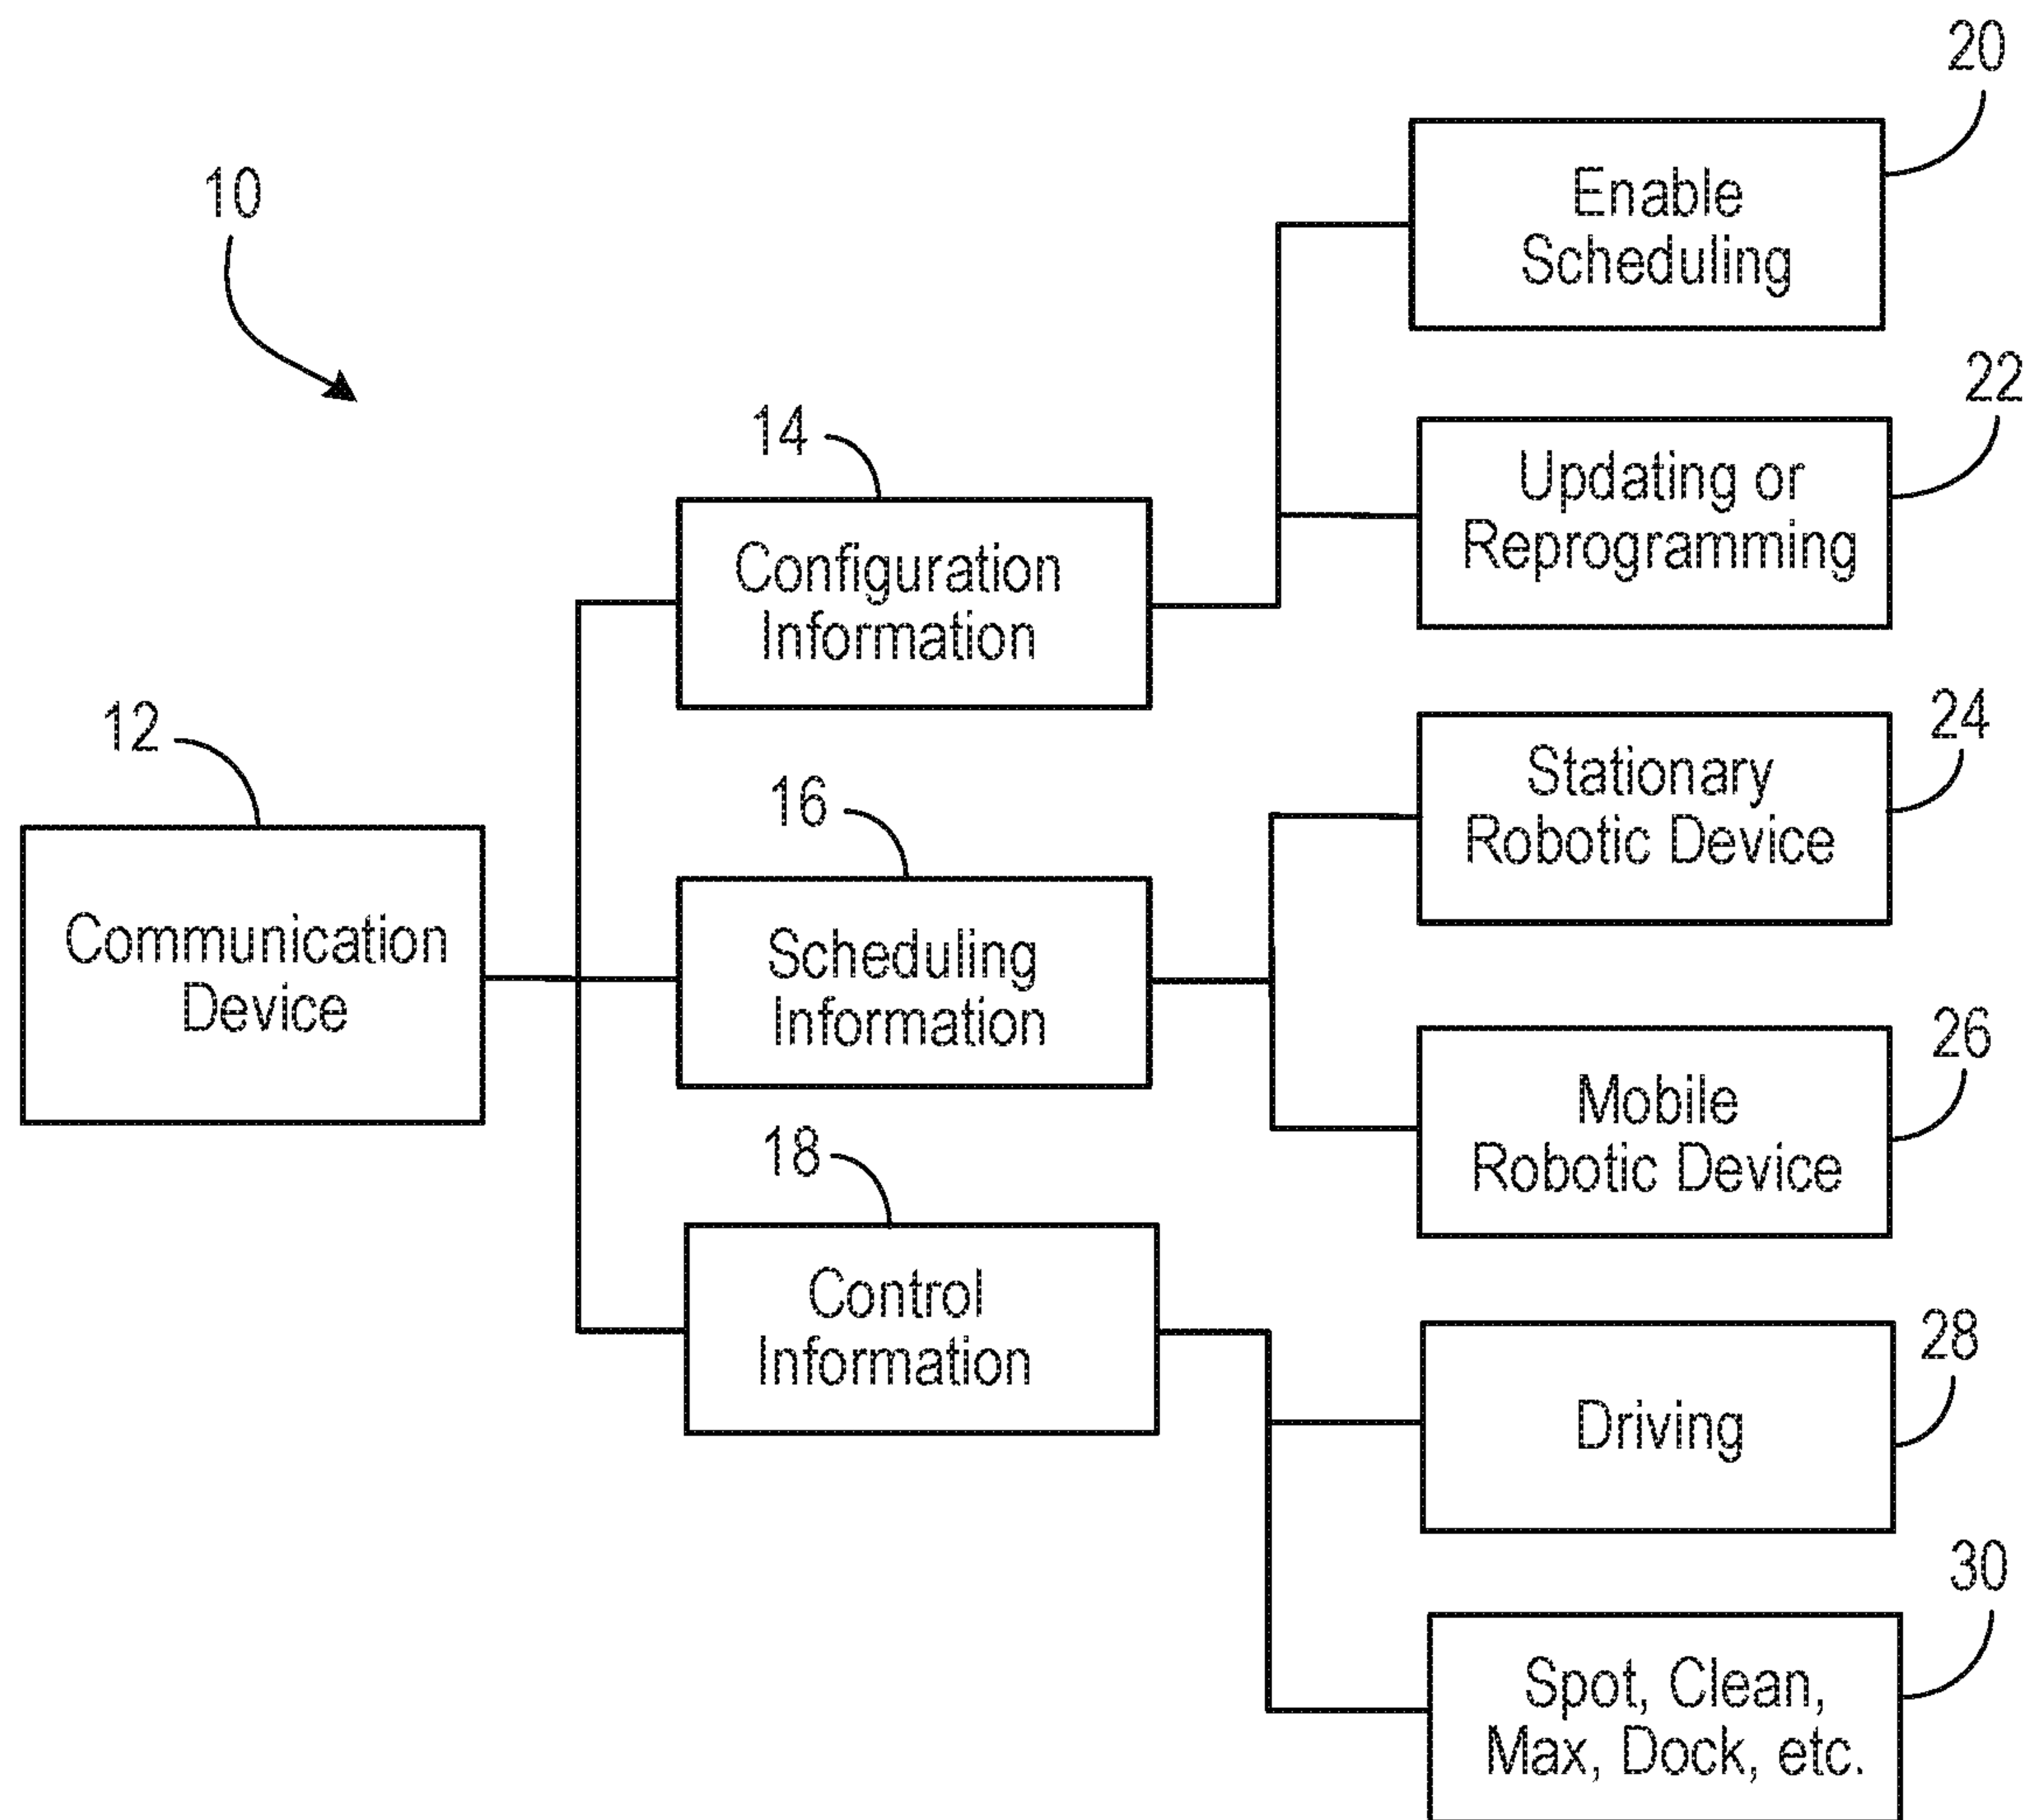 20
10
Enable
Scheduling
22
14
Updating or
Reprogramming
Configuration
Information
12
24
16
Stationary
Robotic Device
Communication
Device
Scheduling
Information
26
18
Mobile
Robotic Device
Control
Information
28
Driving
30
Spot, Clean,
Max, Dock, etc.